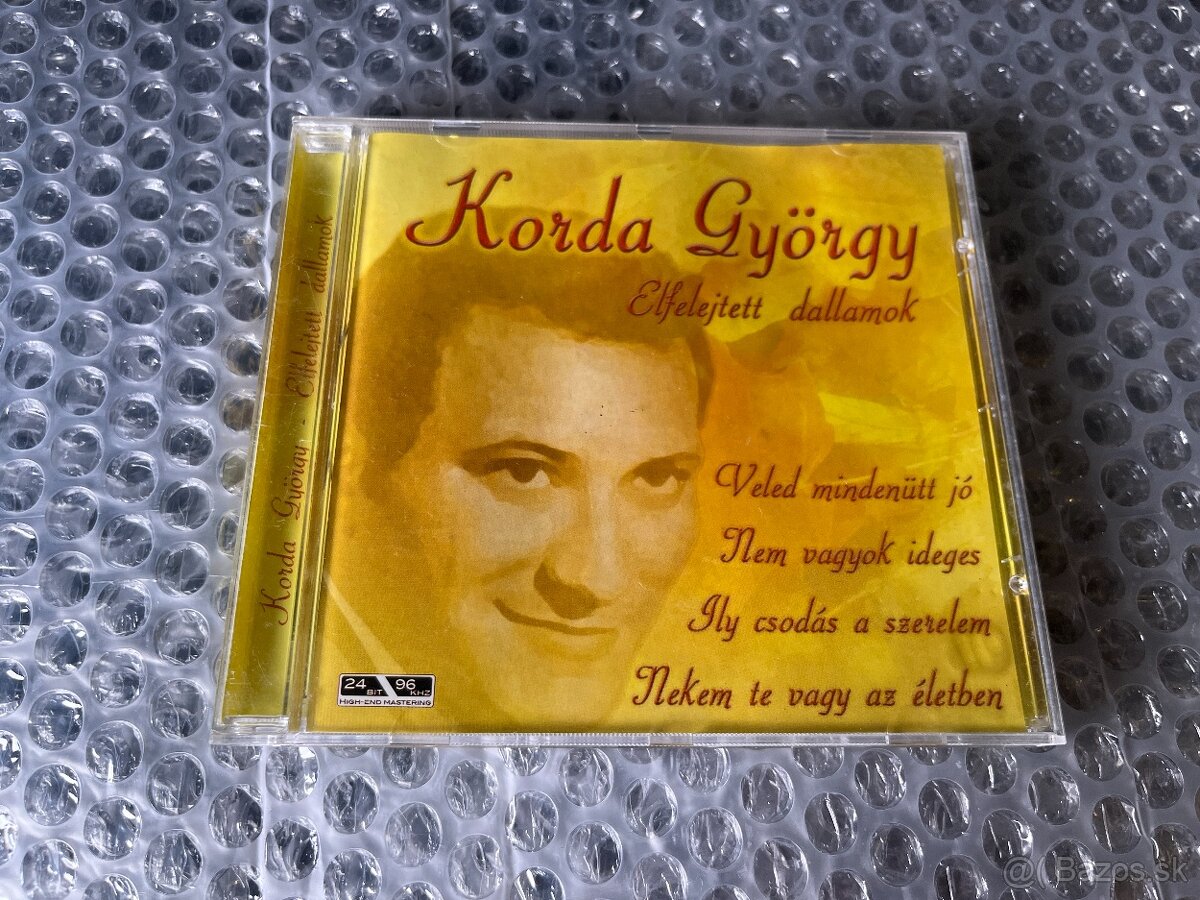 Korda György
Elfelejtett dallamok
Korda György - Elfelejtett dallamok
Veled mindenütt jó
Nem vagyok ideges
Ily csodás a szerelem
Nekem te vagy az életben
24 BIT 96 KHZ
HIGH-END MASTERING
@ Bazos.sk